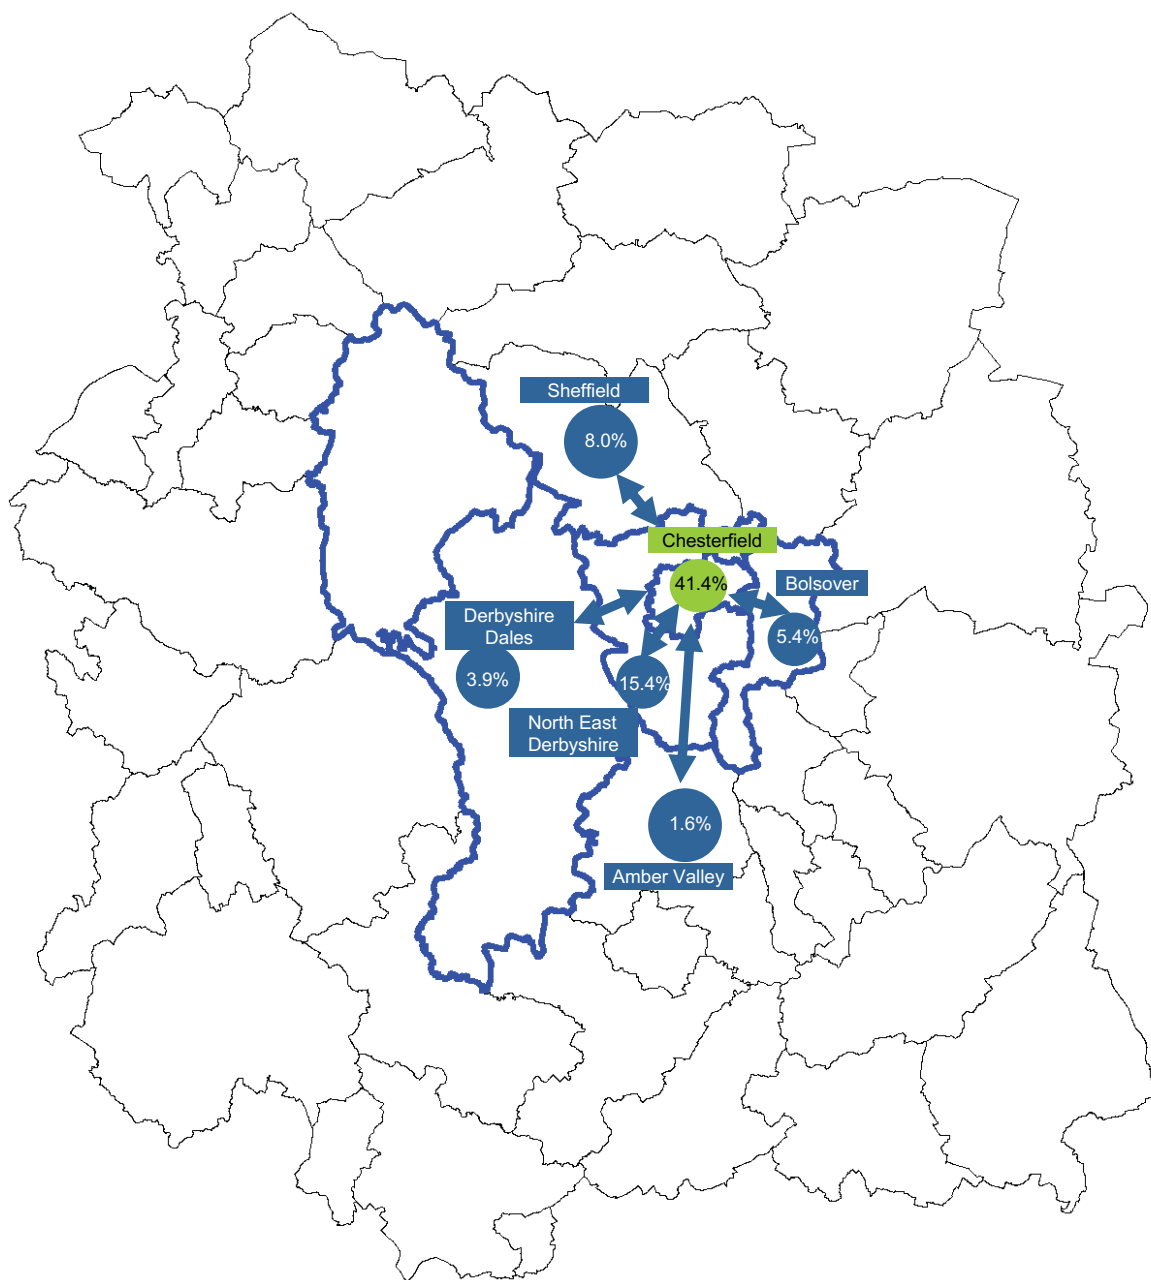 Sheffield
8.0%
Chesterfield
41.4%
Bolsover
5.4%
Derbyshire
Dales
3.9%
15.4%
North East
Derbyshire
1.6%
Amber Valley